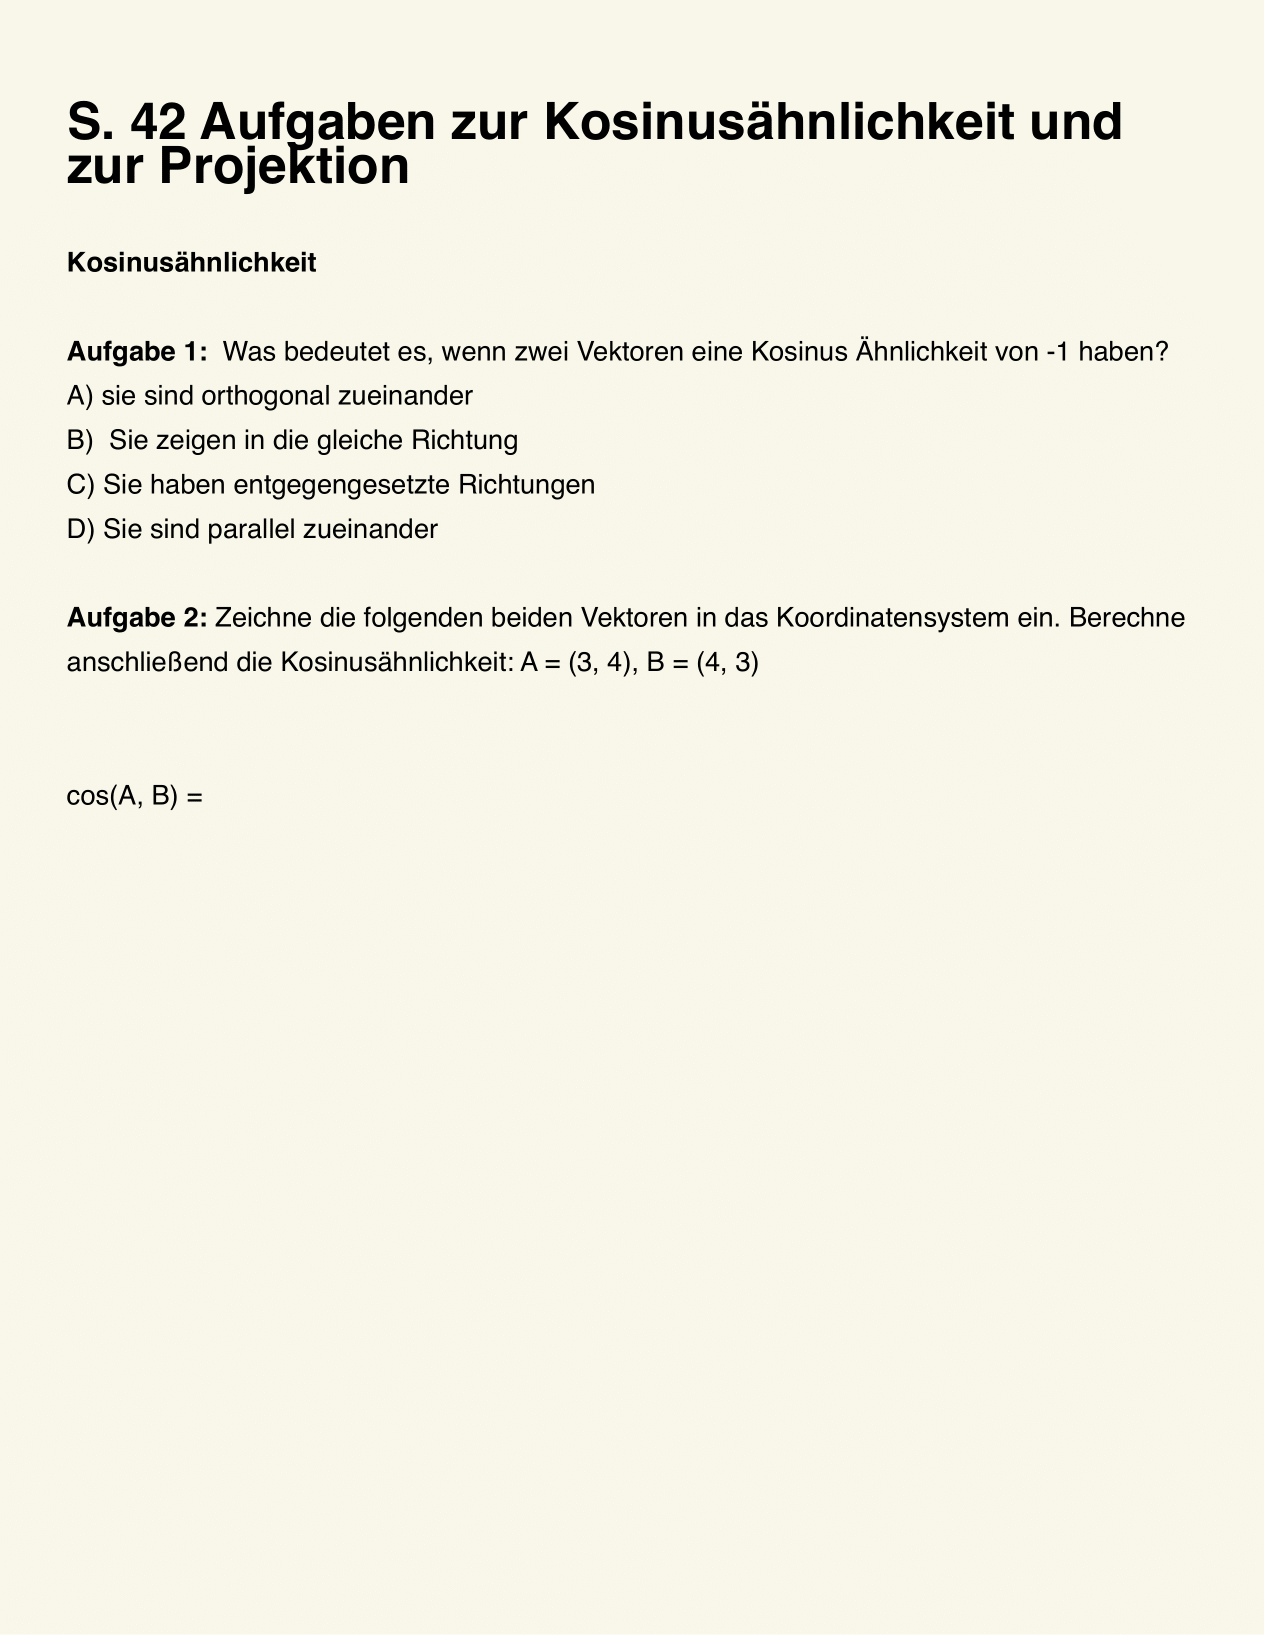 S. 42 Aufgaben zur Kosinusähnlichkeit und
zur Projektion
Kosinusähnlichkeit
Aufgabe 1:  Was bedeutet es, wenn zwei Vektoren eine Kosinus Ähnlichkeit von -1 haben?
A) sie sind orthogonal zueinander
B)  Sie zeigen in die gleiche Richtung
C) Sie haben entgegengesetzte Richtungen
D) Sie sind parallel zueinander
Aufgabe 2: Zeichne die folgenden beiden Vektoren in das Koordinatensystem ein. Berechne
anschließend die Kosinusähnlichkeit: A = (3, 4), B = (4, 3)
cos(A, B) =